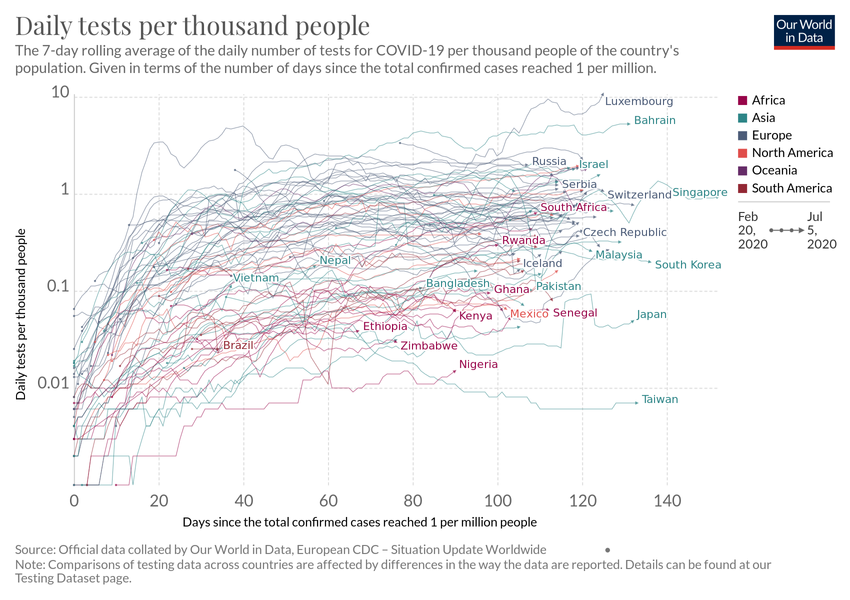 Daily tests per thousand people
Our World
in Data
The 7-day rolling average of the daily number of tests for COVID-19 per thousand people of the country's
population. Given in terms of the number of days since the total confirmed cases reached 1 per million.
10
Luxembourg
Bahrain
Africa
Asia
Europe
North America
Oceania
South America
Russia
Israel
Serbia
1
Switzerland
Singapore
South Africa
Feb
20,
2020
Jul
5,
2020
Czech Republic
Rwanda
Malaysia
South Korea
Iceland
Nepal
Vietnam
Bangladesh
Ghana
Pakistan
0.1
Kenya
Mexico
Senegal
Japan
Ethiopia
Brazil
Zimbabwe
Nigeria
0.01
Taiwan
Daily tests per thousand people
0
20
40
60
80
100
120
140
Days since the total confirmed cases reached 1 per million people
Source: Official data collated by Our World in Data, European CDC – Situation Update Worldwide
Note: Comparisons of testing data across countries are affected by differences in the way the data are reported. Details can be found at our
Testing Dataset page.